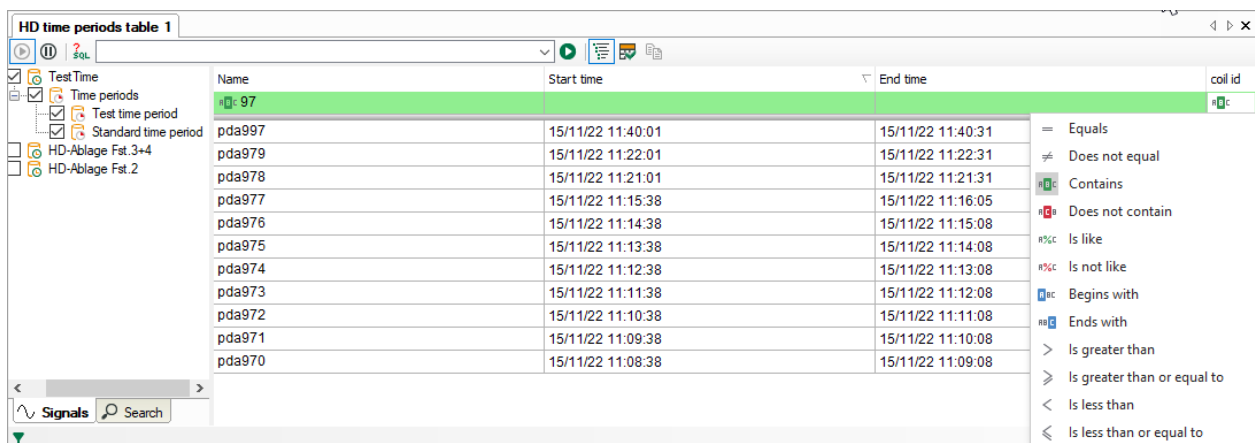 HD time periods table 1
? SQL
TestTime
Time periods
Test time period
Standard time period
HD-Ablage Fst.3+4
HD-Ablage Fst.2
Signals Search
Name Start time End time coil id
ABC 97 ABC
pda997 15/11/22 11:40:01 15/11/22 11:40:31
pda979 15/11/22 11:22:01 15/11/22 11:22:31
pda978 15/11/22 11:21:01 15/11/22 11:21:31
pda977 15/11/22 11:15:38 15/11/22 11:16:05
pda976 15/11/22 11:14:38 15/11/22 11:15:08
pda975 15/11/22 11:13:38 15/11/22 11:14:08
pda974 15/11/22 11:12:38 15/11/22 11:13:08
pda973 15/11/22 11:11:38 15/11/22 11:12:08
pda972 15/11/22 11:10:38 15/11/22 11:11:08
pda971 15/11/22 11:09:38 15/11/22 11:10:08
pda970 15/11/22 11:08:38 15/11/22 11:09:08
= Equals
≠ Does not equal
ABC Contains
ACB Does not contain
A%C Is like
A%C Is not like
ABC Begins with
ABC Ends with
> Is greater than
⩾ Is greater than or equal to
< Is less than
⩽ Is less than or equal to